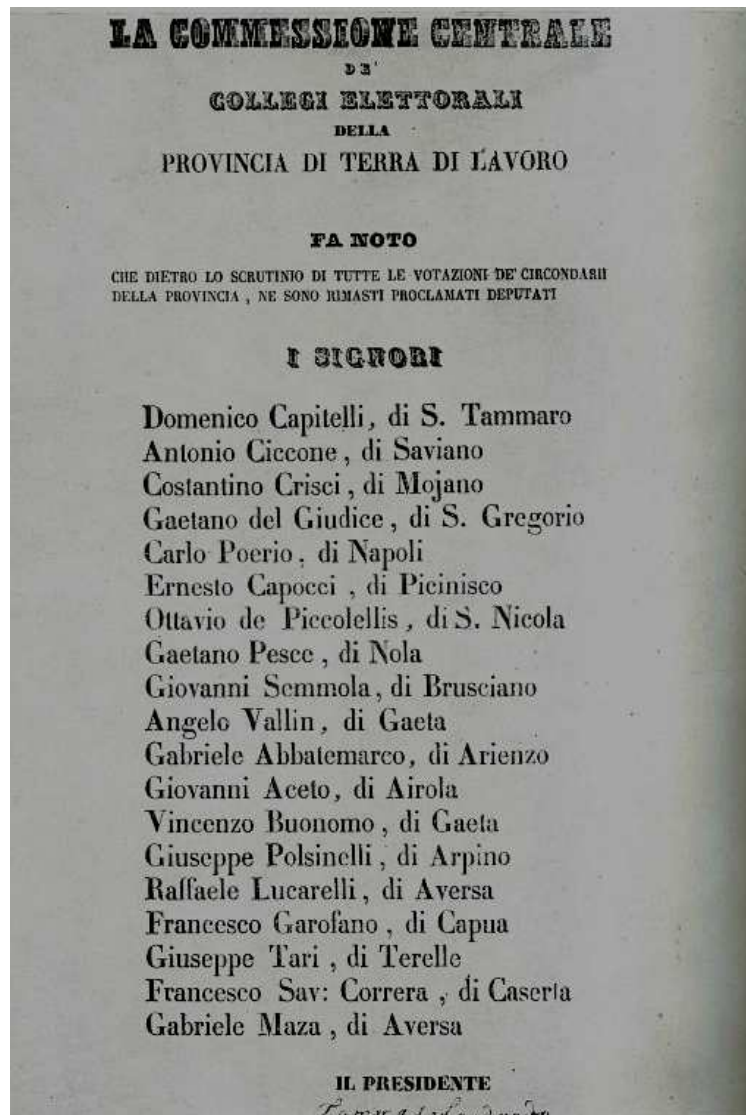 LA COMMESSIONE CENTRALE
DE'
COLLEGI ELETTORALI
DELLA
PROVINCIA DI TERRA DI LAVORO
FA NOTO
CHE DIETRO LO SCRUTINIO DI TUTTE LE VOTAZIONI DE' CIRCONDARII
DELLA PROVINCIA, NE SONO RIMASTI PROCLAMATI DEPUTATI
I SIGNORI
Domenico Capitelli, di S. Tammaro
Antonio Ciccone, di Saviano
Costantino Crisci, di Mojano
Gaetano del Giudice, di S. Gregorio
Carlo Poerio, di Napoli
Ernesto Capocci, di Picinisco
Ottavio de Piccolellis, di S. Nicola
Gaetano Pesce, di Nola
Giovanni Semmola, di Brusciano
Angelo Vallin, di Gaeta
Gabriele Abbatemarco, di Arienzo
Giovanni Aceto, di Airola
Vincenzo Buonomo, di Gaeta
Giuseppe Polsinelli, di Arpino
Raffaele Lucarelli, di Aversa
Francesco Garofano, di Capua
Giuseppe Tari, di Terelle
Francesco Sav: Correra, di Caserta
Gabriele Maza, di Aversa
IL PRESIDENTE